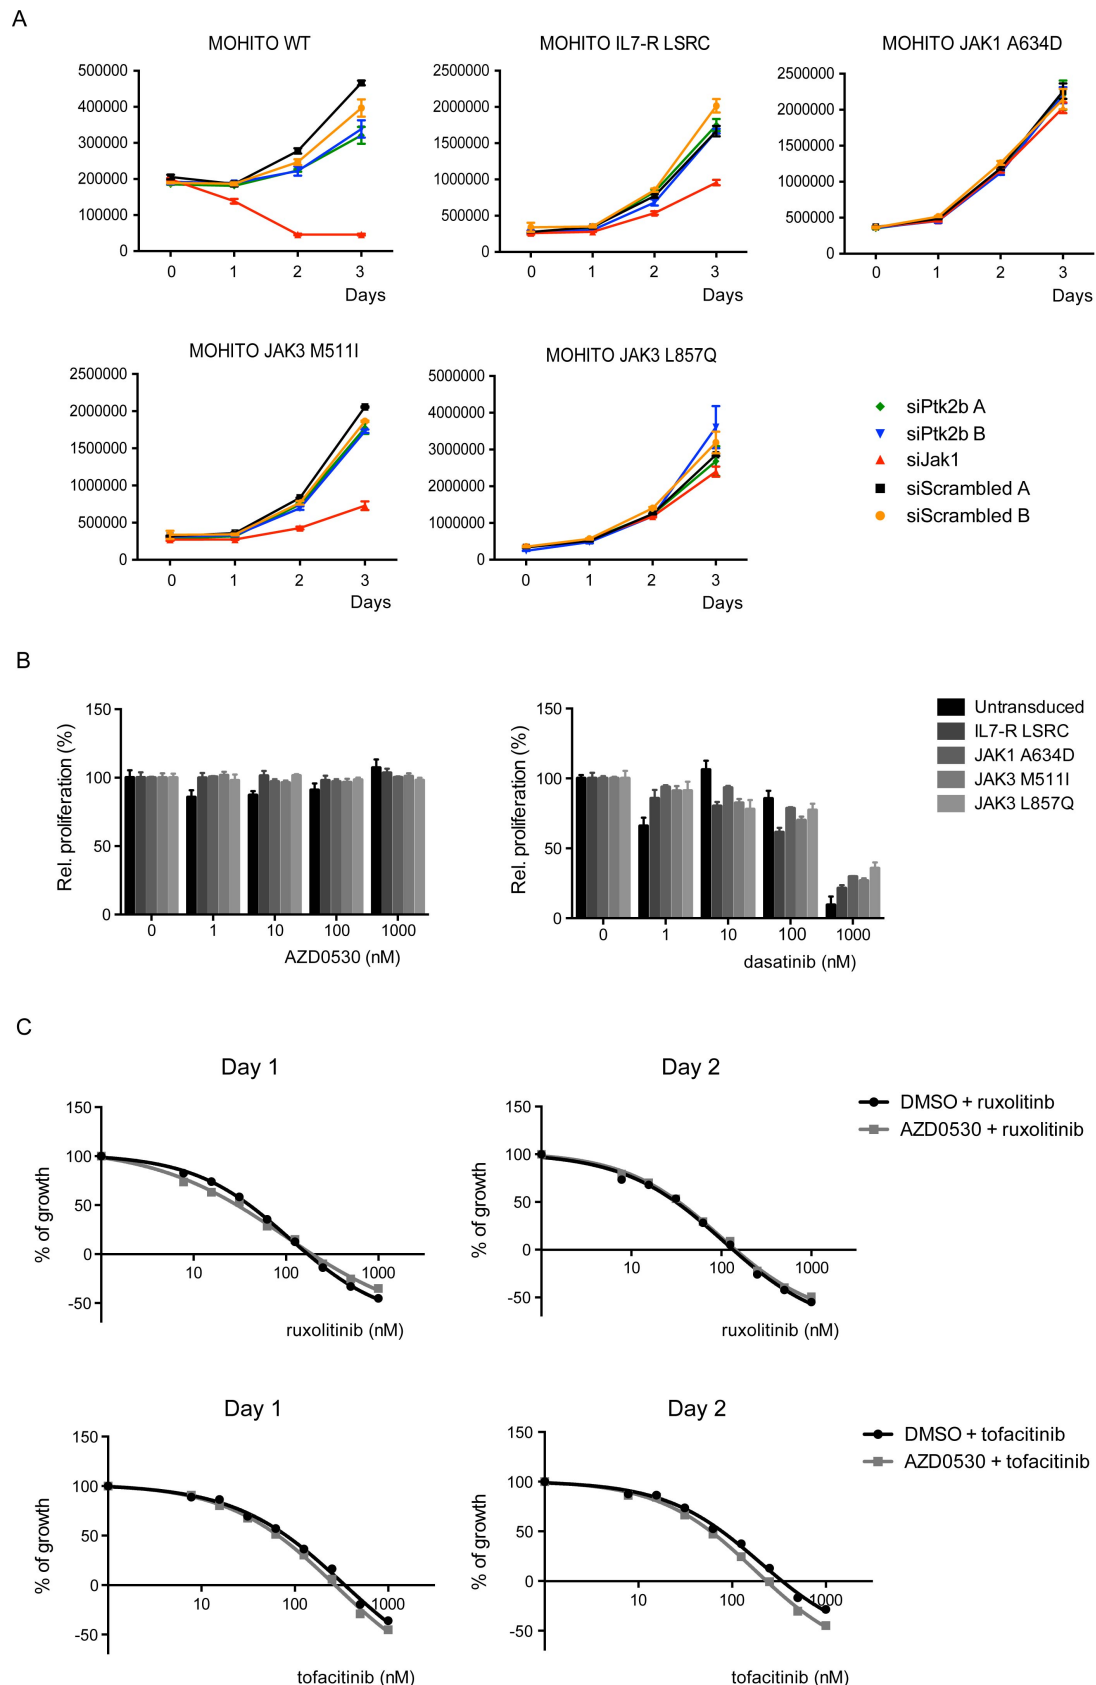 A
MOHITO WT
500000
400000
300000
200000
100000
0
0 1 2 3
Days
MOHITO IL7-R LSRC
2500000
2000000
1500000
1000000
500000
0
0 1 2 3
Days
MOHITO JAK1 A634D
2500000
2000000
1500000
1000000
500000
0
0 1 2 3
Days
MOHITO JAK3 M511I
2500000
2000000
1500000
1000000
500000
0
0 1 2 3
Days
MOHITO JAK3 L857Q
5000000
4000000
3000000
2000000
1000000
0
0 1 2 3
Days
siPtk2b A
siPtk2b B
siJak1
siScrambled A
siScrambled B
B
Rel. proliferation (%)
150
100
50
0
0 1 10 100 1000
AZD0530 (nM)
Rel. proliferation (%)
150
100
50
0
0 1 10 100 1000
dasatinib (nM)
Untransduced
IL7-R LSRC
JAK1 A634D
JAK3 M511I
JAK3 L857Q
C
Day 1
% of growth
150
100
50
0
-50
10 100 1000
ruxolitinib (nM)
Day 2
% of growth
150
100
50
0
-50
10 100 1000
ruxolitinib (nM)
DMSO + ruxolitinb
AZD0530 + ruxolitinib
Day 1
% of growth
150
100
50
0
-50
10 100 1000
tofacitinib (nM)
Day 2
% of growth
150
100
50
0
-50
10 100 1000
tofacitinib (nM)
DMSO + tofacitinib
AZD0530 + tofacitinib